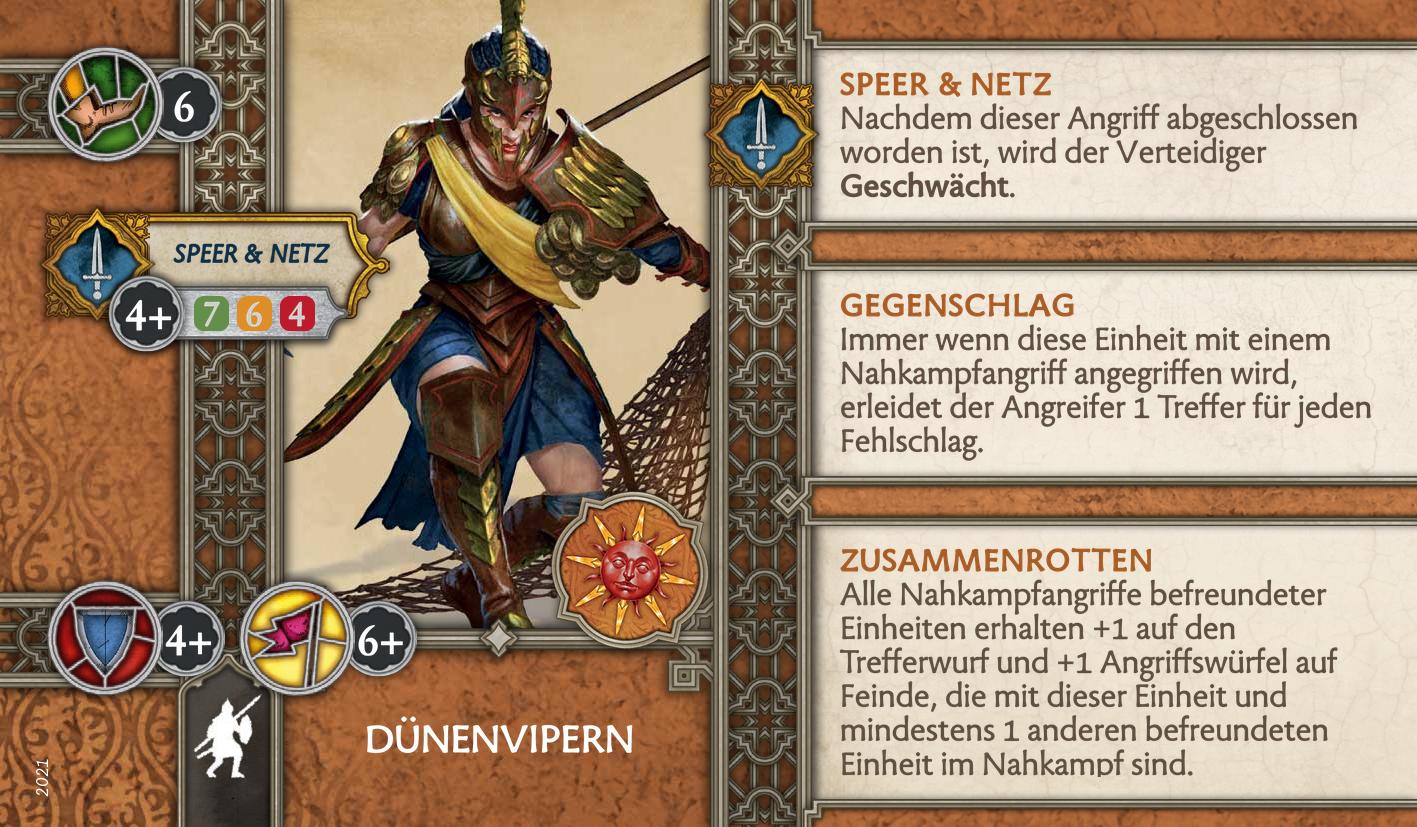 6
SPEER & NETZ
4+ 7 6 4
4+ 6+
DÜNENVIPERN
2021
SPEER & NETZ
Nachdem dieser Angriff abgeschlossen
worden ist, wird der Verteidiger
Geschwächt.
GEGENSCHLAG
Immer wenn diese Einheit mit einem
Nahkampfangriff angegriffen wird,
erleidet der Angreifer 1 Treffer für jeden
Fehlschlag.
ZUSAMMENROTTEN
Alle Nahkampfangriffe befreundeter
Einheiten erhalten +1 auf den
Trefferwurf und +1 Angriffswürfel auf
Feinde, die mit dieser Einheit und
mindestens 1 anderen befreundeten
Einheit im Nahkampf sind.